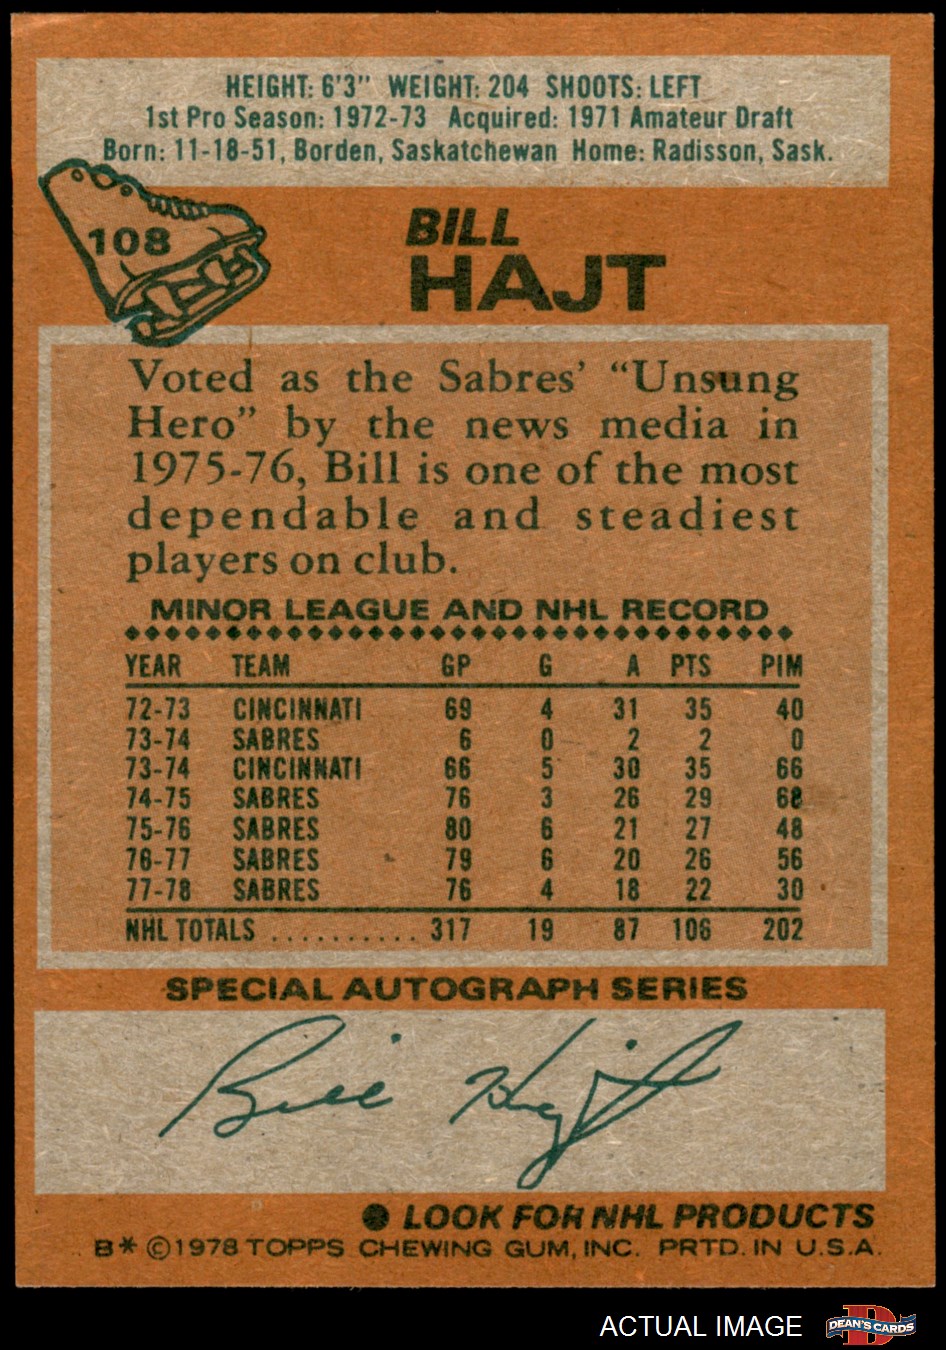 HEIGHT: 6'3" WEIGHT: 204 SHOOTS: LEFT
1st Pro Season: 1972-73 Acquired: 1971 Amateur Draft
Born: 11-18-51, Borden, Saskatchewan Home: Radisson, Sask.
108
BILL
HAJT
Voted as the Sabres' "Unsung
Hero" by the news media in
1975-76, Bill is one of the most
dependable and steadiest
players on club.
MINOR LEAGUE AND NHL RECORD
YEAR TEAM GP G A PTS PIM
72-73 CINCINNATI 69 4 31 35 40
73-74 SABRES 6 0 2 2 0
73-74 CINCINNATI 66 5 30 35 66
74-75 SABRES 76 3 26 29 68
75-76 SABRES 80 6 21 27 48
76-77 SABRES 79 6 20 26 56
77-78 SABRES 76 4 18 22 30
NHL TOTALS .......... 317 19 87 106 202
SPECIAL AUTOGRAPH SERIES
Bill Hajt
LOOK FOR NHL PRODUCTS
B* ©1978 TOPPS CHEWING GUM, INC. PRTD. IN U.S.A.
ACTUAL IMAGE
D
DEAN'S CARDS